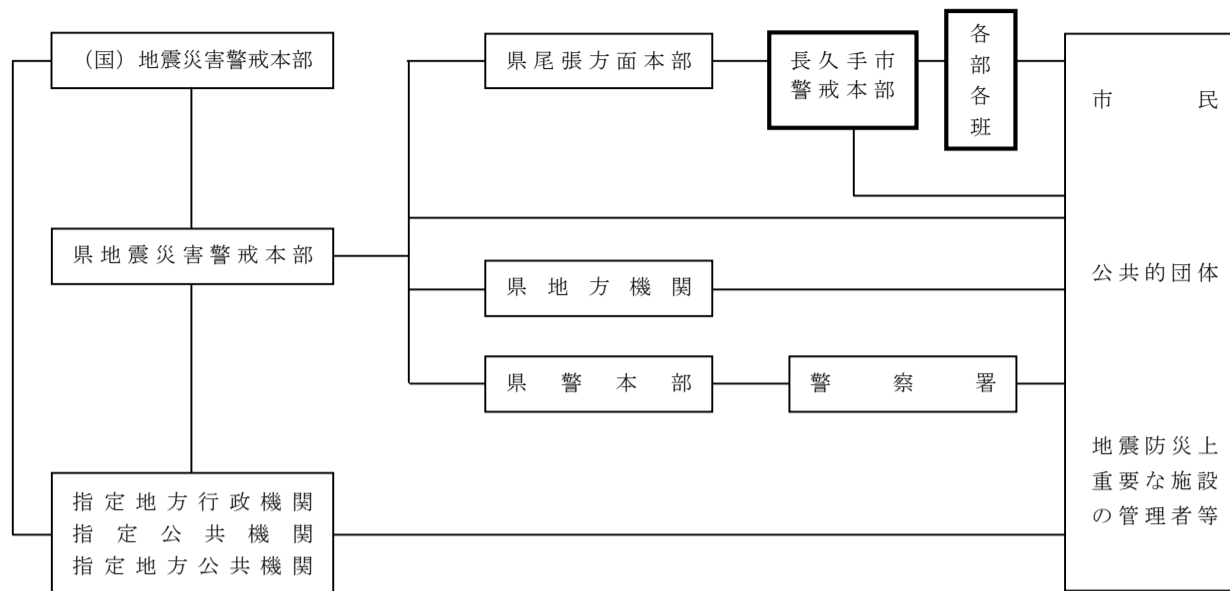 （国）地震災害警戒本部
県地震災害警戒本部
指定地方行政機関
指定公共機関
指定地方公共機関
県尾張方面本部
県地方機関
県警本部
長久手市
警戒本部
警察署
各部各班
市民
公共的団体
地震防災上
重要な施設
の管理者等